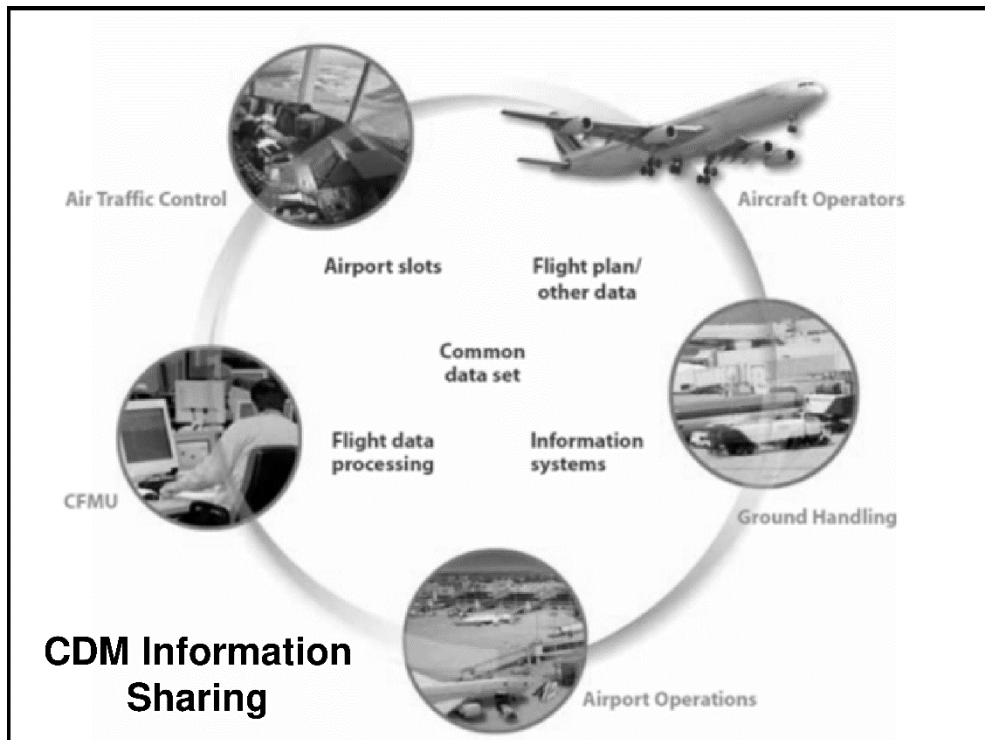 Air Traffic Control
Aircraft Operators
Airport slots
Flight plan/
other data
Common
data set
Flight data
processing
Information
systems
CFMU
Ground Handling
CDM Information
Sharing
Airport Operations